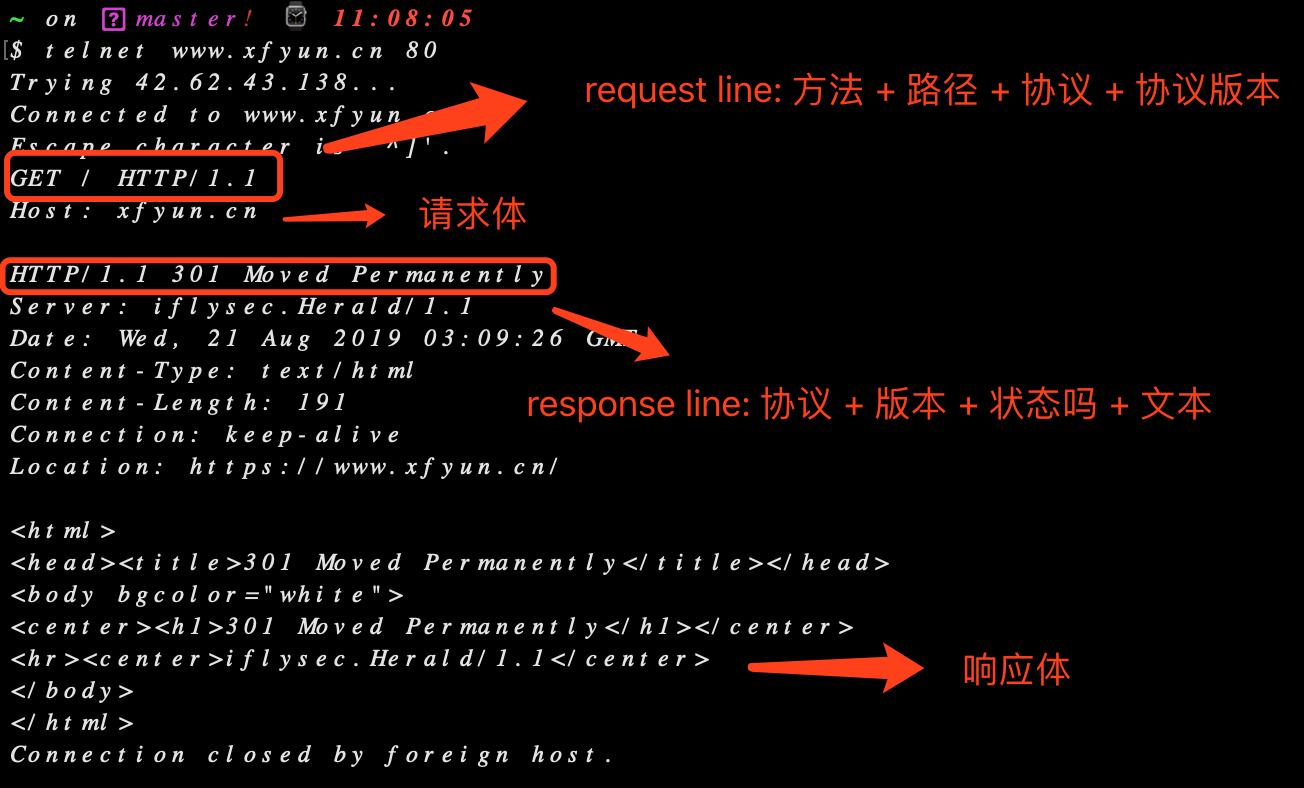 ~ on [?] master! ⌚ 11:08:05
$ telnet www.xfyun.cn 80
Trying 42.62.43.138...
request line: 方法 + 路径 + 协议 + 协议版本
Connected to www.xfyun
Escape character is '^]'.
GET / HTTP/1.1
Host: xfyun.cn
请求体
HTTP/1.1 301 Moved Permanently
Server: iflysec.Herald/1.1
Date: Wed, 21 Aug 2019 03:09:26 GMT
Content-Type: text/html
Content-Length: 191
response line: 协议 + 版本 + 状态吗 + 文本
Connection: keep-alive
Location: https://www.xfyun.cn/
<html>
<head><title>301 Moved Permanently</title></head>
<body bgcolor="white">
<center><h1>301 Moved Permanently</h1></center>
<hr><center>iflysec.Herald/1.1</center>
响应体
</body>
</html>
Connection closed by foreign host.